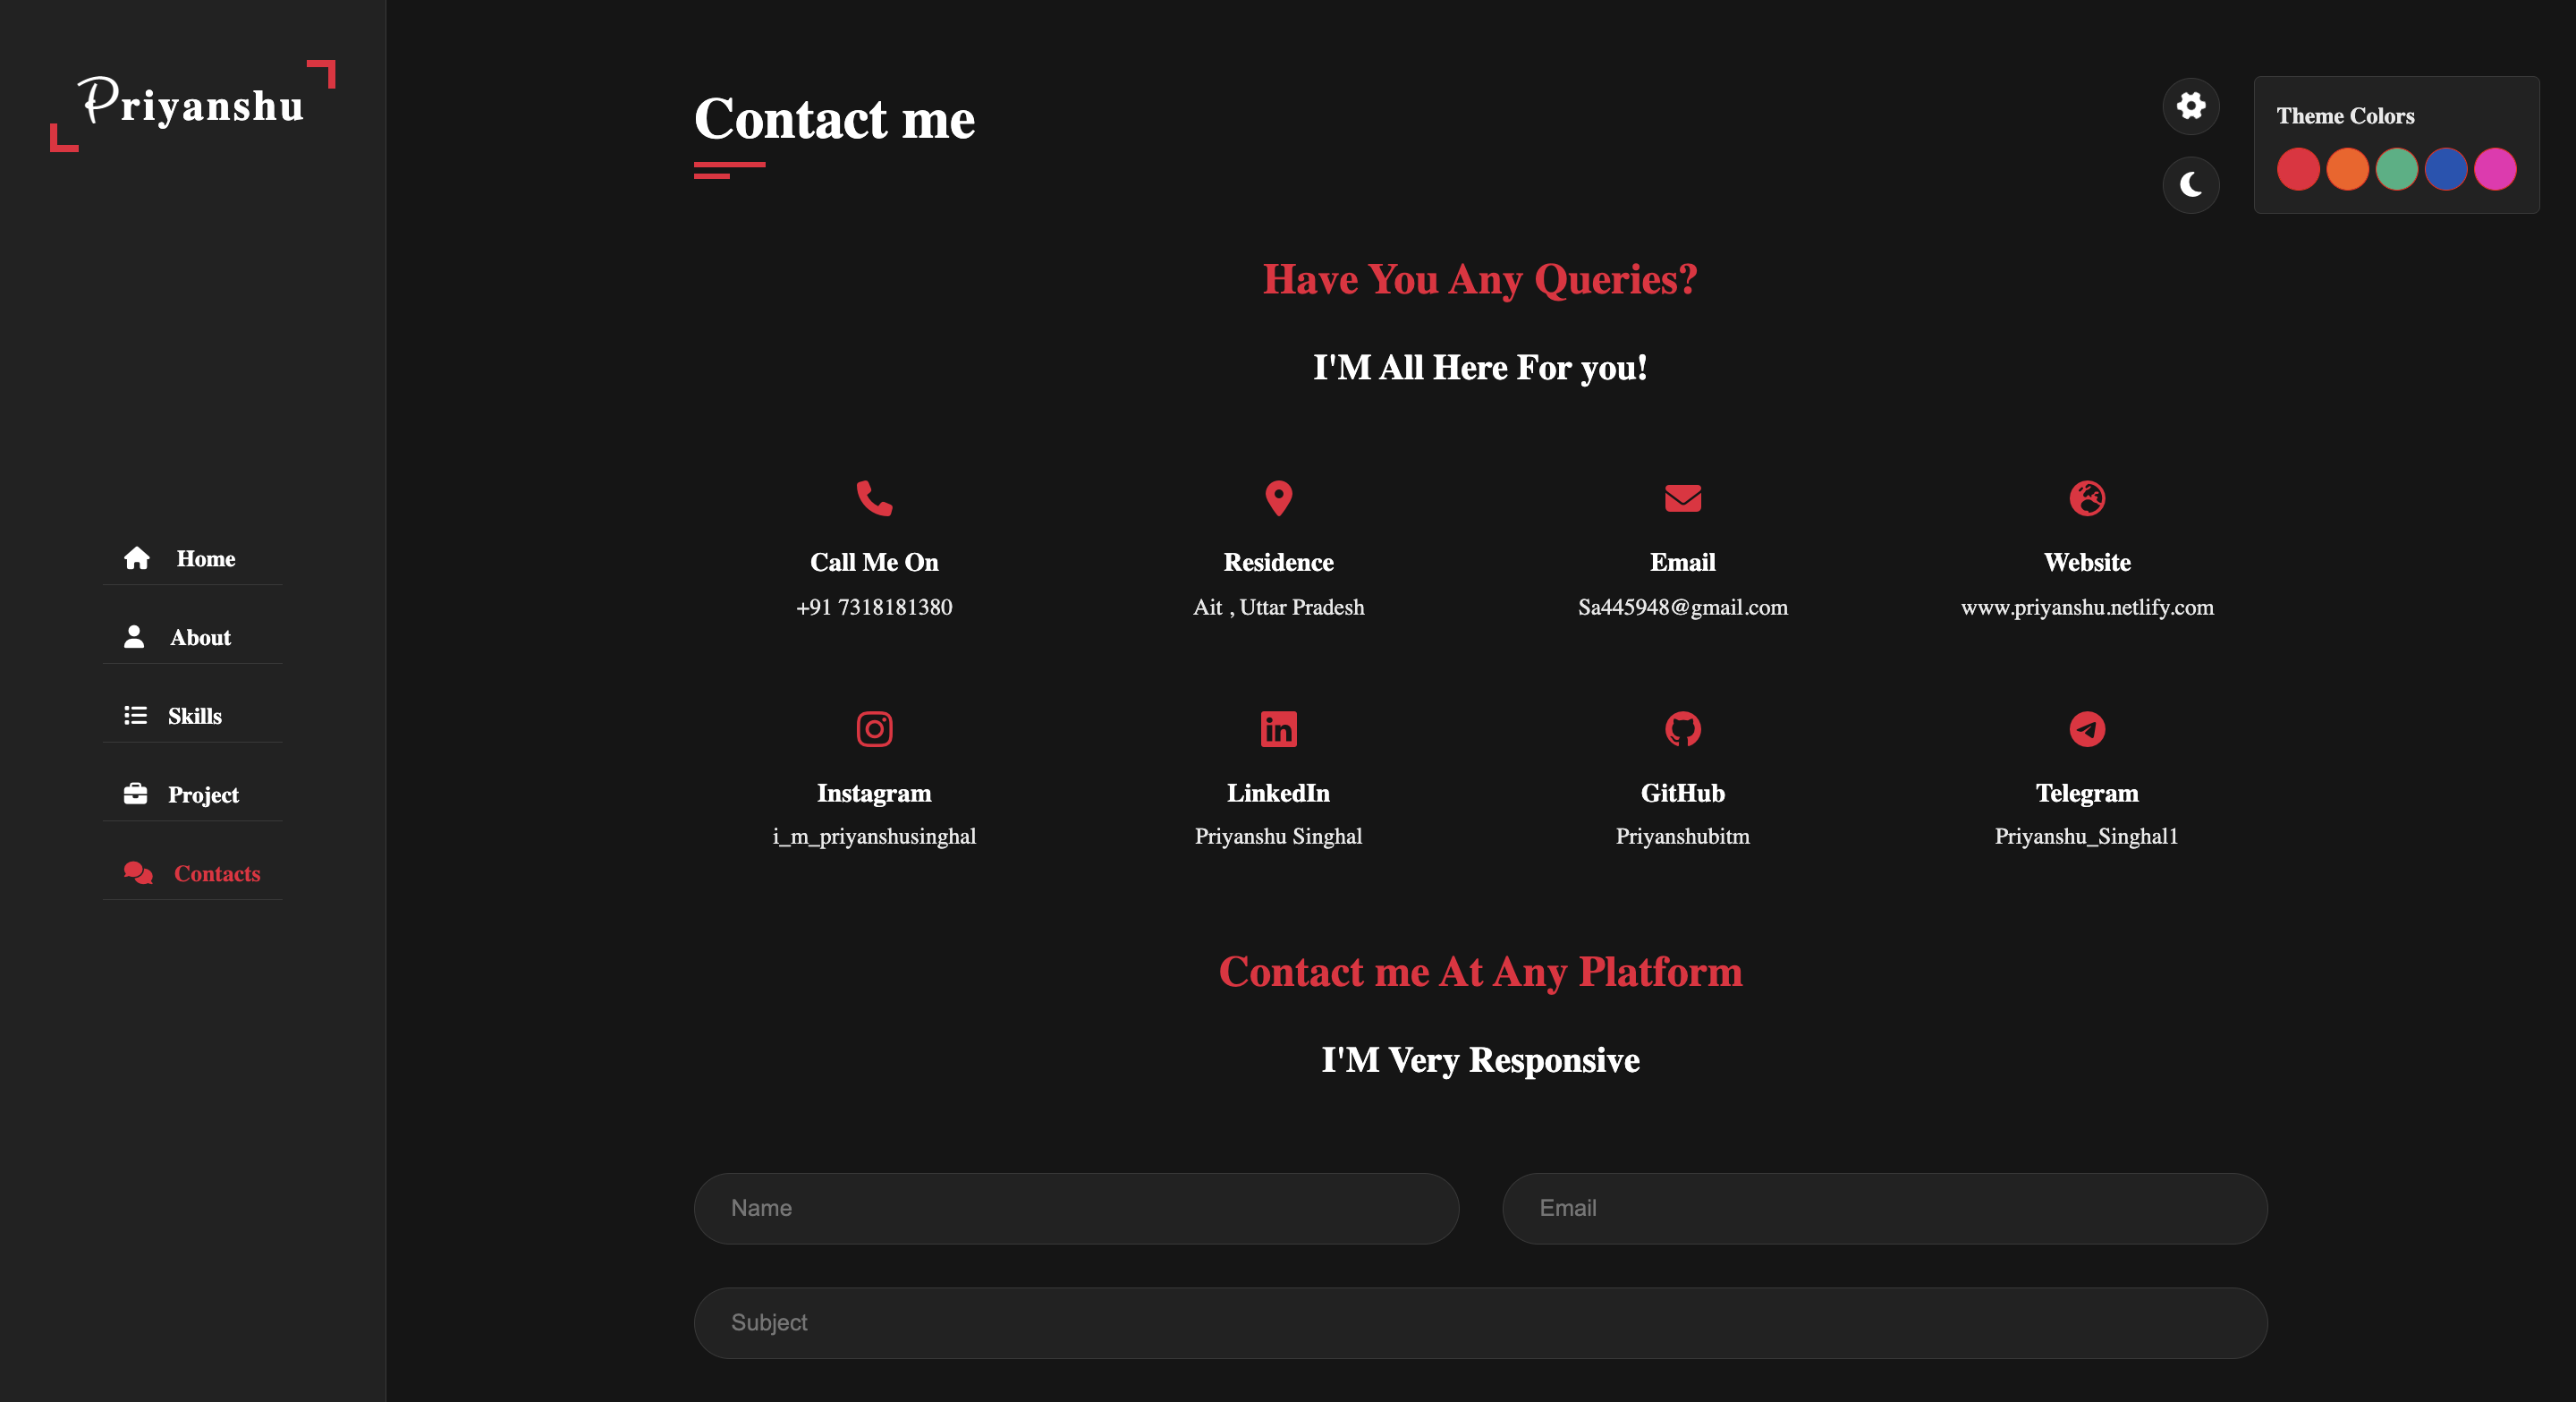 Priyanshu
Home
About
Skills
Project
Contacts
Contact me
Theme Colors
Have You Any Queries?
I'M All Here For you!
Call Me On
+91 7318181380
Residence
Ait , Uttar Pradesh
Email
Sa445948@gmail.com
Website
www.priyanshu.netlify.com
Instagram
i_m_priyanshusinghal
LinkedIn
Priyanshu Singhal
GitHub
Priyanshubitm
Telegram
Priyanshu_Singhal1
Contact me At Any Platform
I'M Very Responsive
Name
Email
Subject